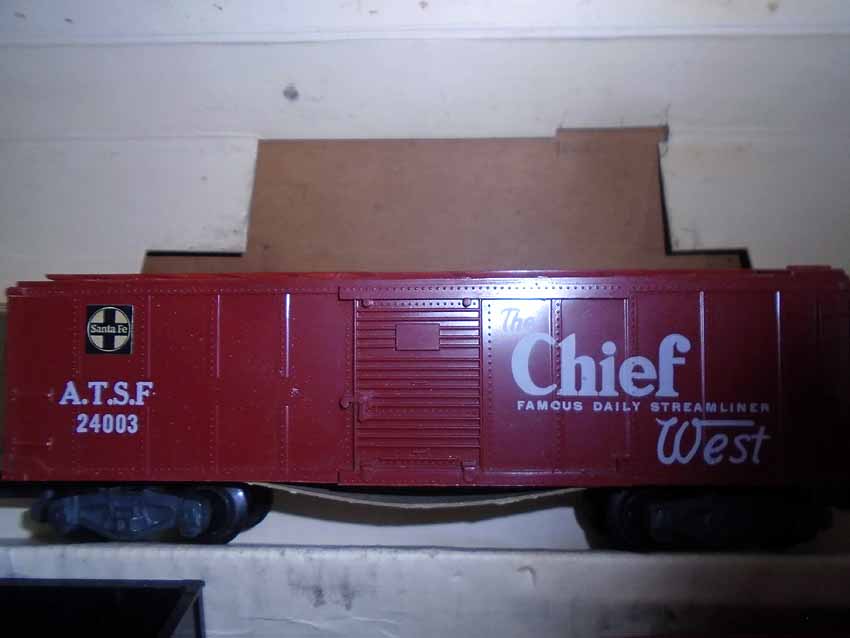 Santa Fe
A.T.S.F
24003
The
Chief
FAMOUS DAILY STREAMLINER
West